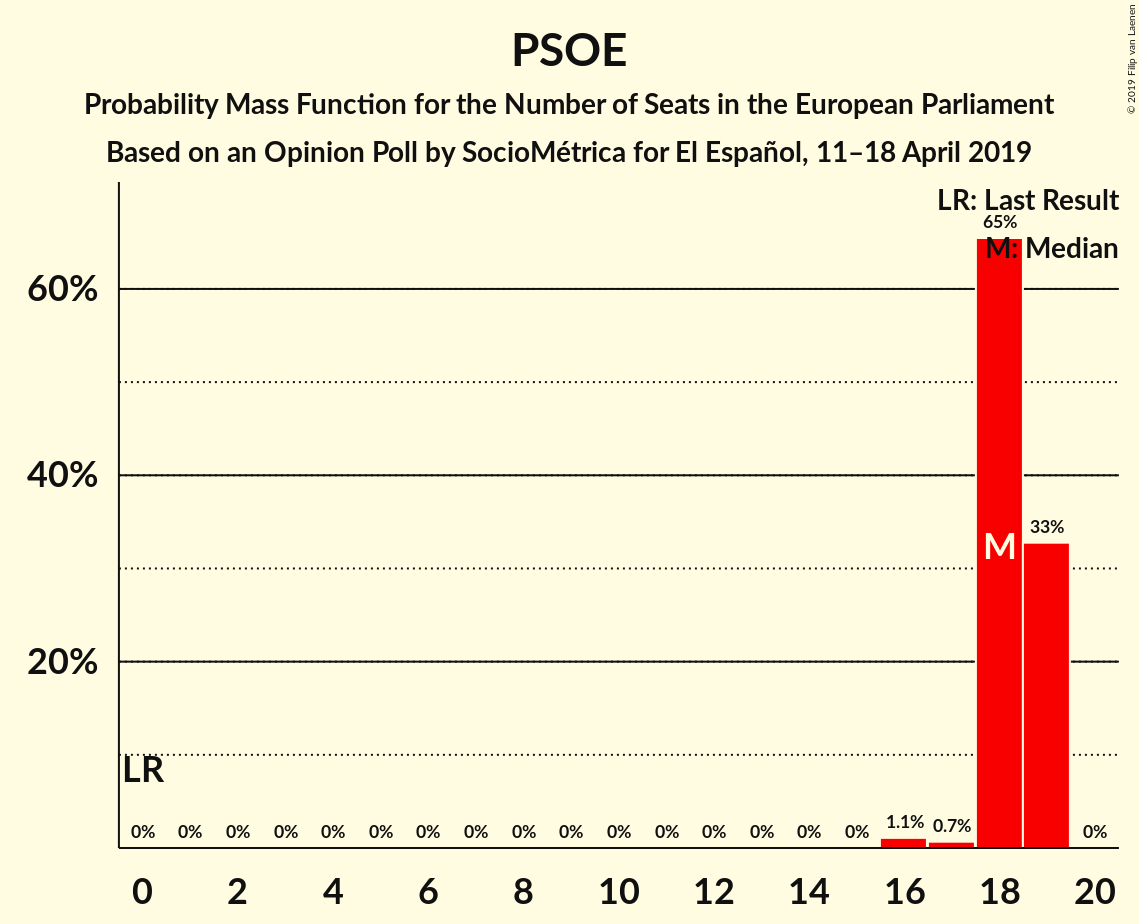 PSOE
Probability Mass Function for the Number of Seats in the European Parliament
Based on an Opinion Poll by SocioMétrica for El Español, 11–18 April 2019
© 2019 Filip van Laenen
LR: Last Result
65%
M: Median
60%
40%
33%
M
20%
LR
0% 0% 0% 0% 0% 0% 0% 0% 0% 0% 0% 0% 0% 0% 0% 0% 1.1% 0.7% 0%
0 2 4 6 8 10 12 14 16 18 20